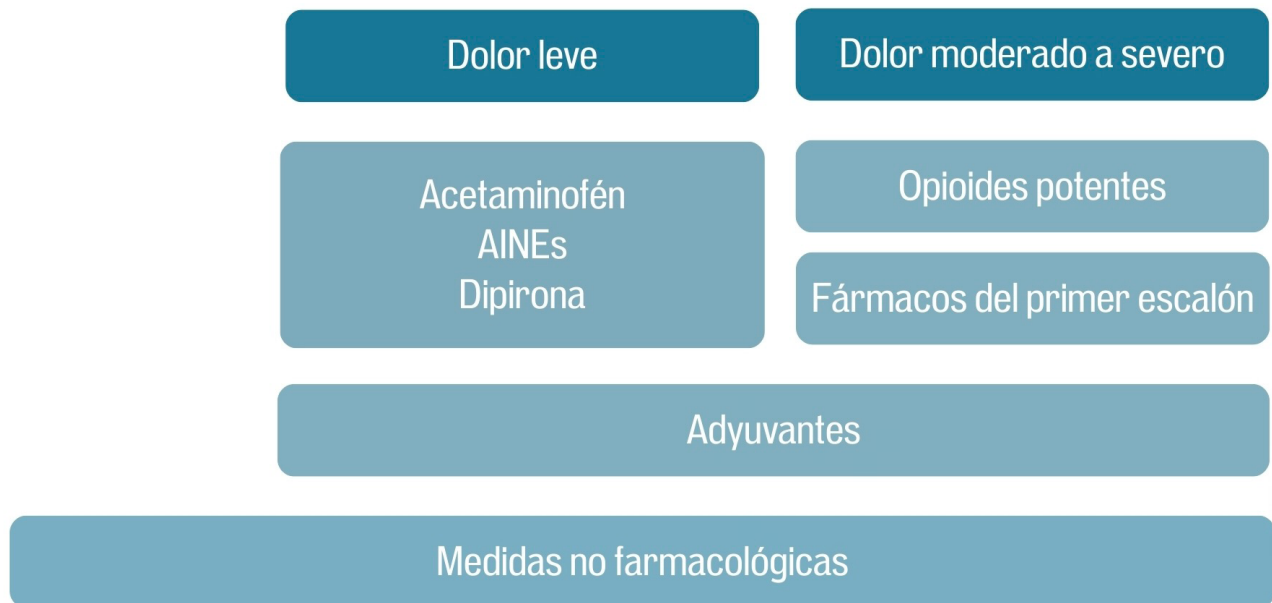 Dolor leve
Dolor moderado a severo
Acetaminofén
AINEs
Dipirona
Opioides potentes
Fármacos del primer escalón
Adyuvantes
Medidas no farmacológicas